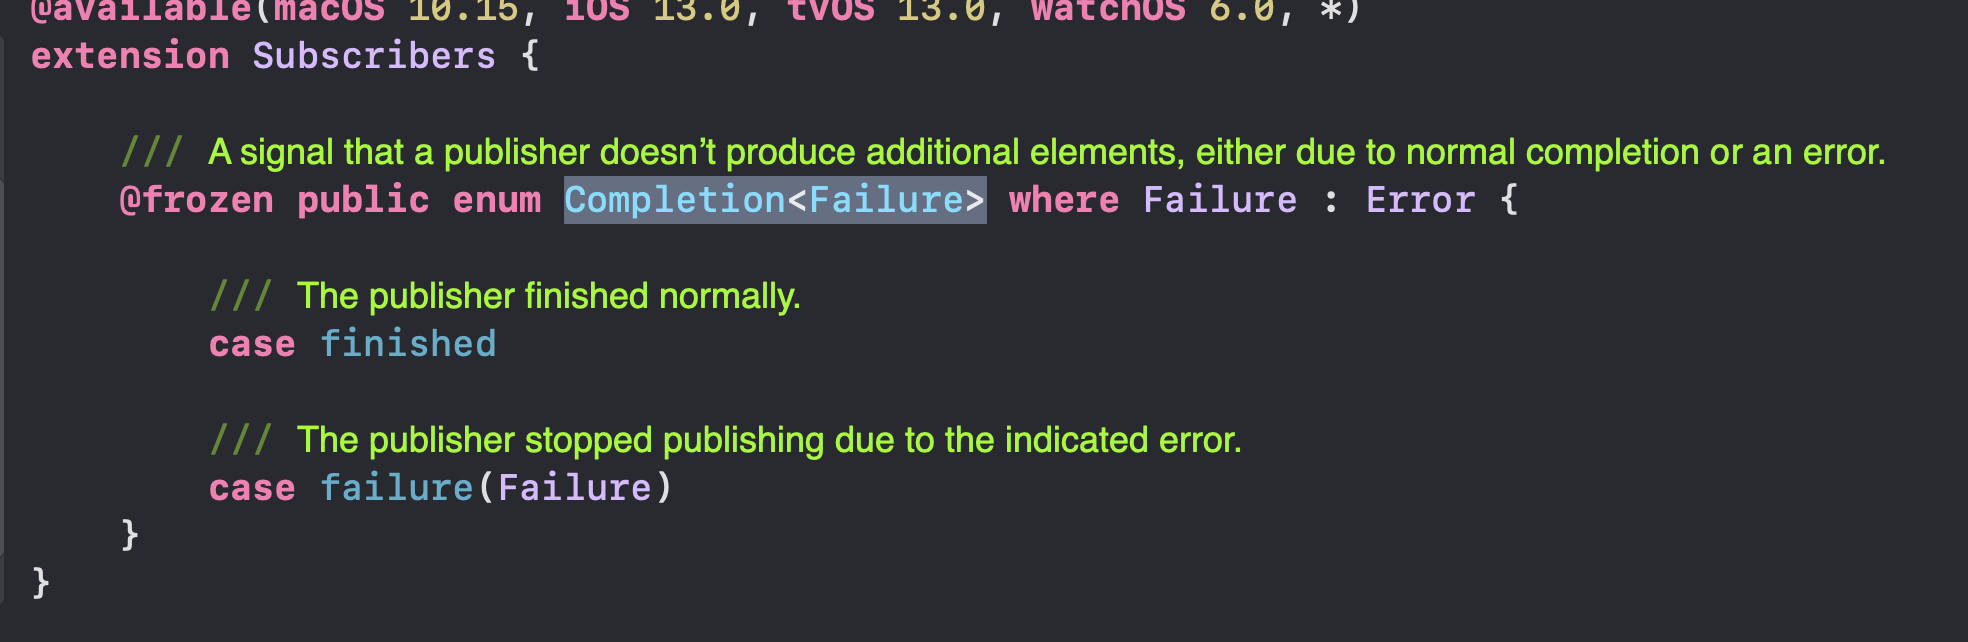 @available(macOS 10.15, iOS 13.0, tvOS 13.0, watchOS 6.0, *)
extension Subscribers {
/// A signal that a publisher doesn’t produce additional elements, either due to normal completion or an error.
@frozen public enum Completion<Failure> where Failure : Error {
/// The publisher finished normally.
case finished
/// The publisher stopped publishing due to the indicated error.
case failure(Failure)
}
}